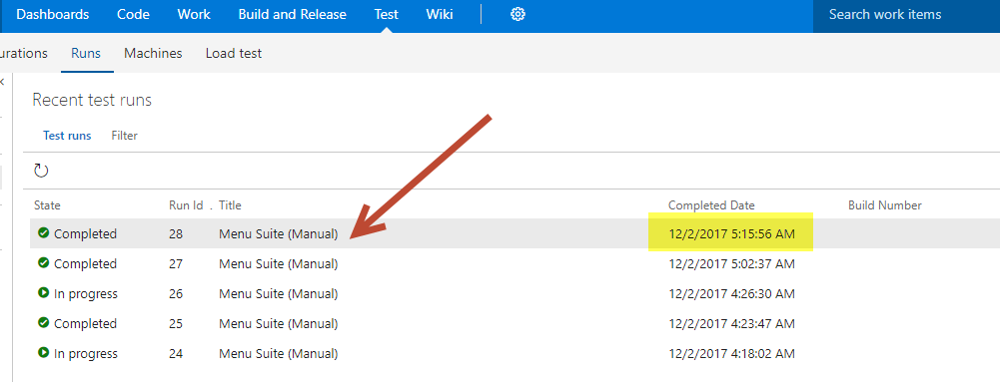 Dashboards Code Work Build and Release Test Wiki Search work items
urations Runs Machines Load test
Recent test runs
Test runs Filter
State Run Id . Title Completed Date Build Number
Completed 28 Menu Suite (Manual) 12/2/2017 5:15:56 AM
Completed 27 Menu Suite (Manual) 12/2/2017 5:02:37 AM
In progress 26 Menu Suite (Manual) 12/2/2017 4:26:30 AM
Completed 25 Menu Suite (Manual) 12/2/2017 4:23:47 AM
In progress 24 Menu Suite (Manual) 12/2/2017 4:18:02 AM